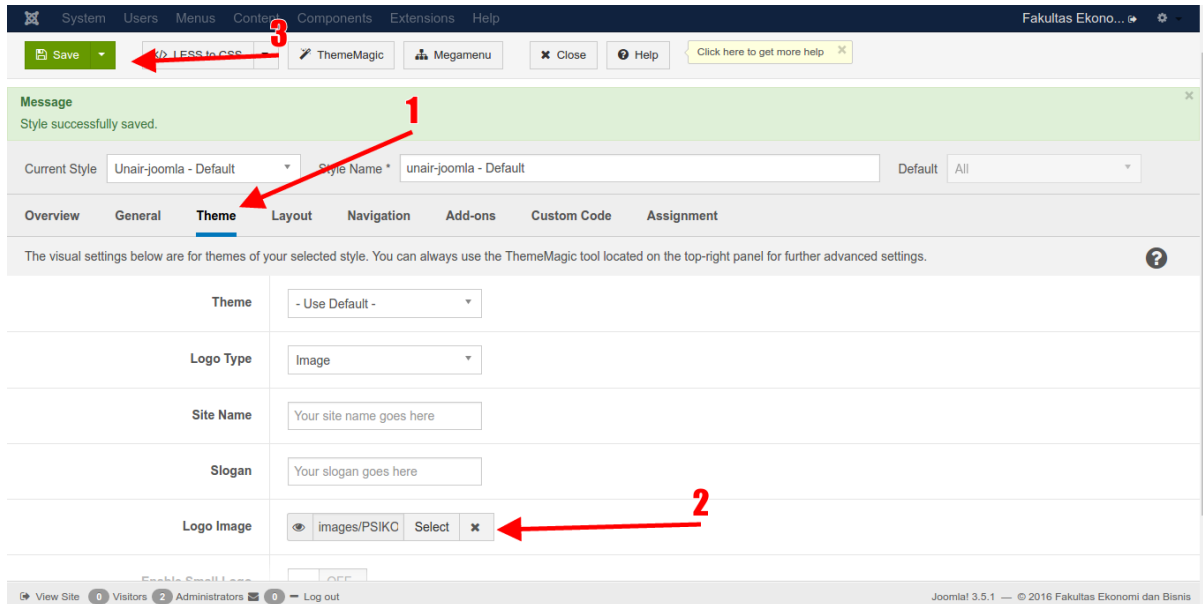 System Users Menus Content Components Extensions Help Fakultas Ekono...
3
Save LESS to CSS ThemeMagic Megamenu Close Help Click here to get more help
Message
Style successfully saved.
1
Current Style Unair-joomla - Default Style Name * unair-joomla - Default Default All
Overview General Theme Layout Navigation Add-ons Custom Code Assignment
The visual settings below are for themes of your selected style. You can always use the ThemeMagic tool located on the top-right panel for further advanced settings.
Theme - Use Default -
Logo Type Image
Site Name Your site name goes here
Slogan Your slogan goes here
2
Logo Image images/PSIKO Select
Enable Small Logo OFF
View Site 0 Visitors 2 Administrators 0 Log out Joomla! 3.5.1 — © 2016 Fakultas Ekonomi dan Bisnis